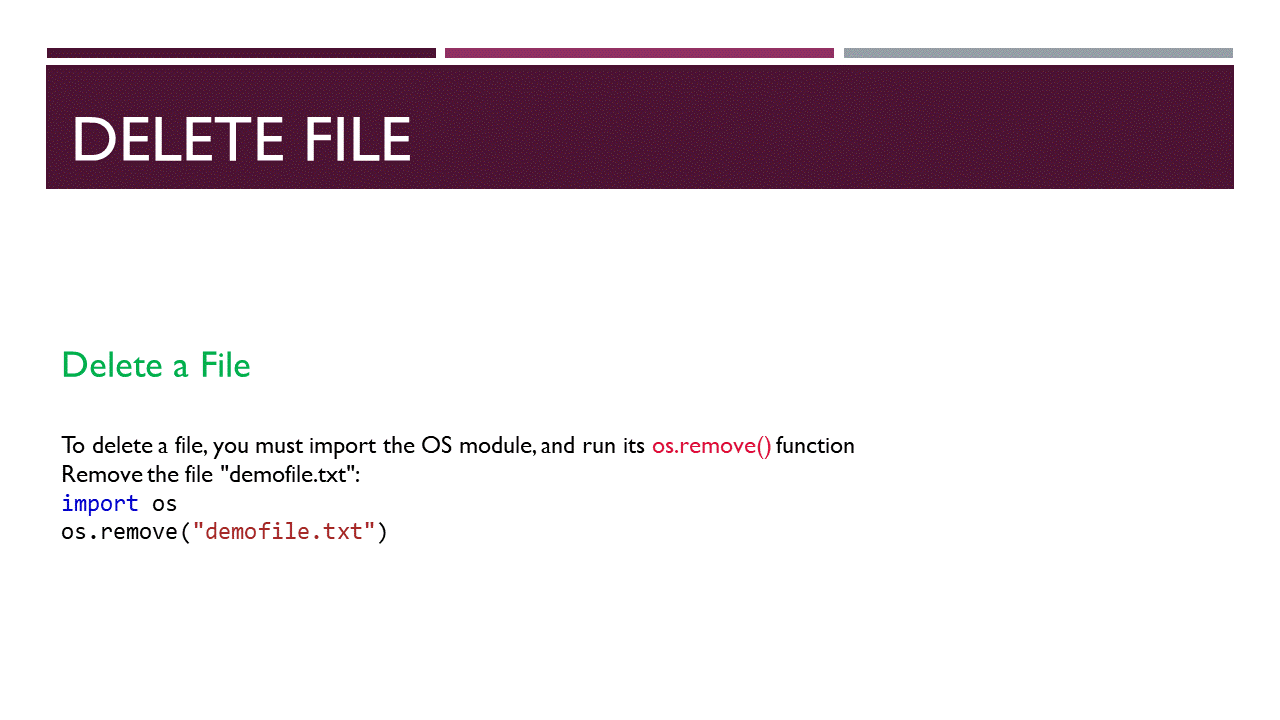 DELETE FILE
Delete a File
To delete a file, you must import the OS module, and run its os.remove() function
Remove the file "demofile.txt":
import os
os.remove("demofile.txt")